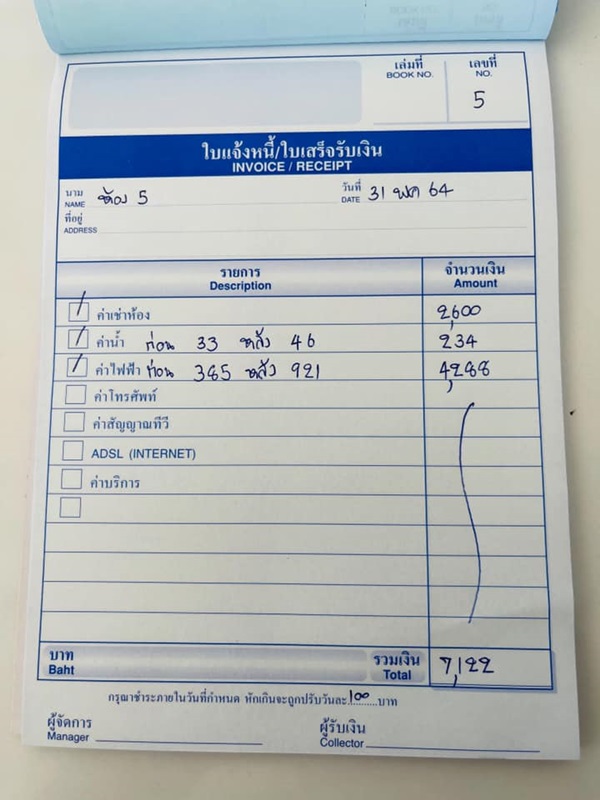 เล่มที่ เลขที่
BOOK NO. NO.
5
ใบแจ้งหนี้/ใบเสร็จรับเงิน
INVOICE / RECEIPT
นาม ห้อง 5 วันที่ 31 พค 64
NAME DATE
ที่อยู่
ADDRESS
รายการ จำนวนเงิน
Description Amount
ค่าเช่าห้อง 2,600
ค่าน้ำ ก่อน 33 หลัง 46 234
ค่าไฟฟ้า ก่อน 385 หลัง 921 4,288
ค่าโทรศัพท์
ค่าสัญญาณทีวี
ADSL (INTERNET)
ค่าบริการ
บาท รวมเงิน 7,122
Baht Total
กรุณาชำระภายในวันที่กำหนด หักเกินจะถูกปรับวันละ 100 บาท
ผู้จัดการ ผู้รับเงิน
Manager Collector